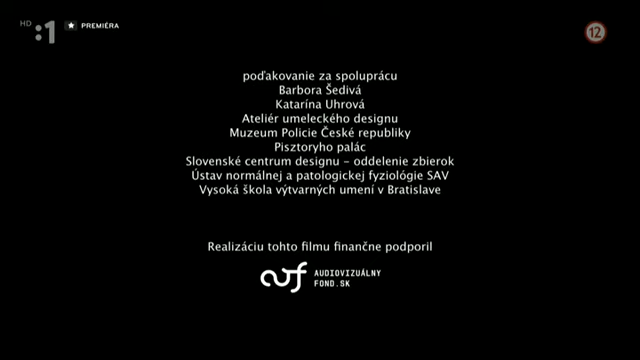 HD :1 ★ PREMIÉRA
12
poďakovanie za spoluprácu
Barbora Šedivá
Katarína Uhrová
Ateliér umeleckého designu
Muzeum Policie České republiky
Pisztoryho palác
Slovenské centrum designu - oddelenie zbierok
Ústav normálnej a patologickej fyziológie SAV
Vysoká škola výtvarných umení v Bratislave
Realizáciu tohto filmu finančne podporil
avf AUDIOVIZUÁLNY
FOND.SK